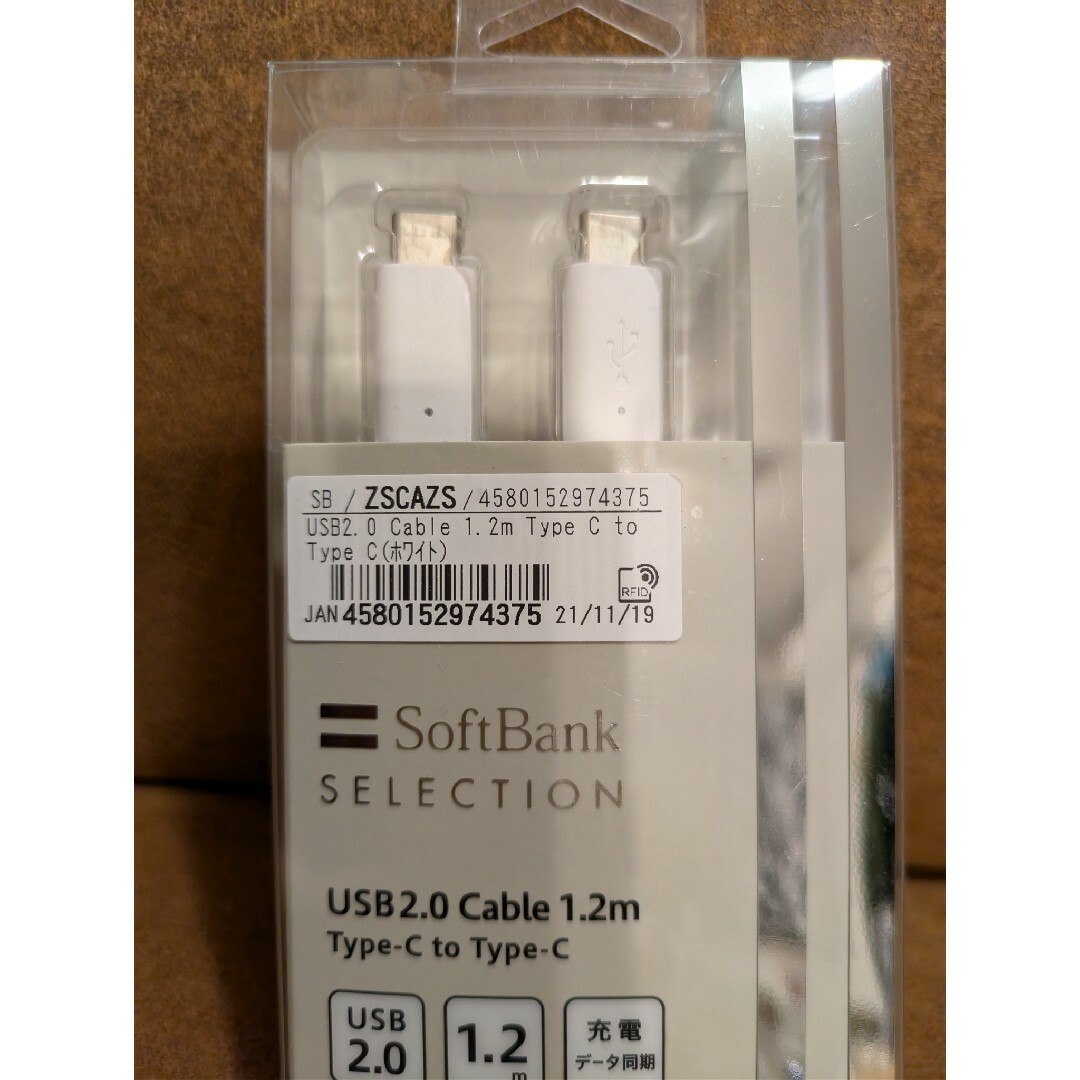 SB / ZSCAZS / 4580152974375
USB2.0 Cable 1.2m Type C to
Type C(ﾎﾜｲﾄ)
RFID
JAN 4580152974375 21/11/19
SoftBank
SELECTION
USB2.0 Cable 1.2m
Type-C to Type-C
USB
2.0
1.2
m
充電
データ同期